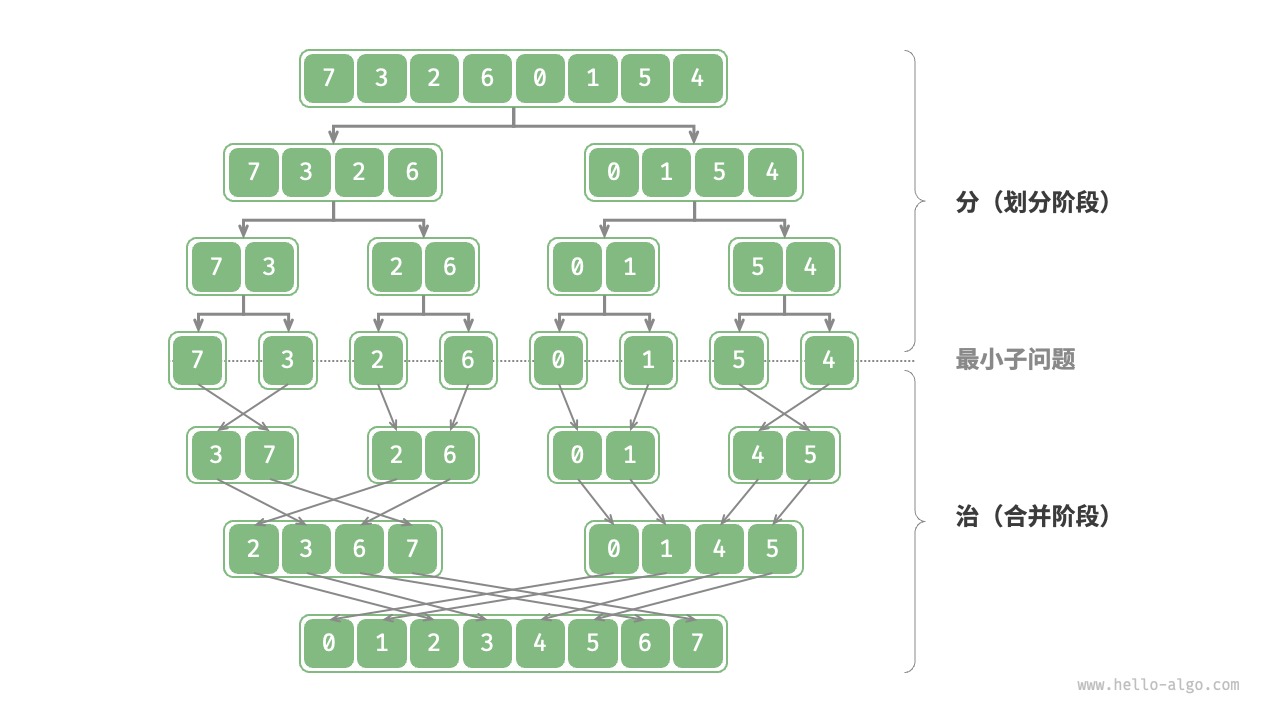 7 3 2 6 0 1 5 4
7 3 2 6 0 1 5 4
分（划分阶段）
7 3 2 6 0 1 5 4
7 3 2 6 0 1 5 4
最小子问题
3 7 2 6 0 1 4 5
治（合并阶段）
2 3 6 7 0 1 4 5
0 1 2 3 4 5 6 7
www.hello-algo.com